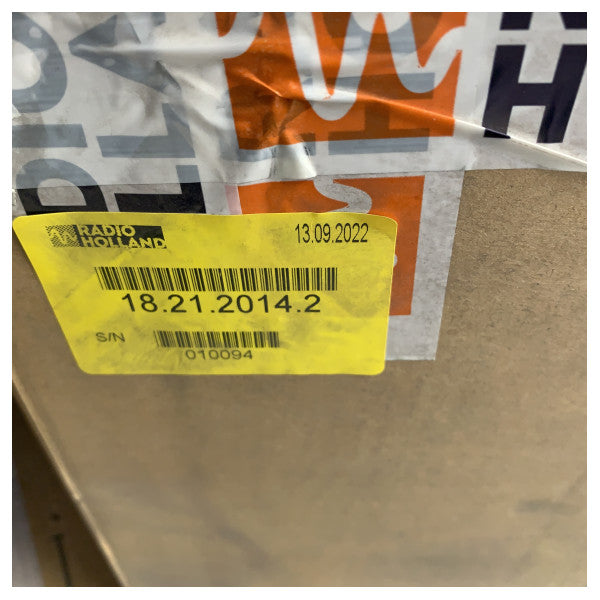 RADIO
HOLLAND
13.09.2022
18.21.2014.2
S/N
010094